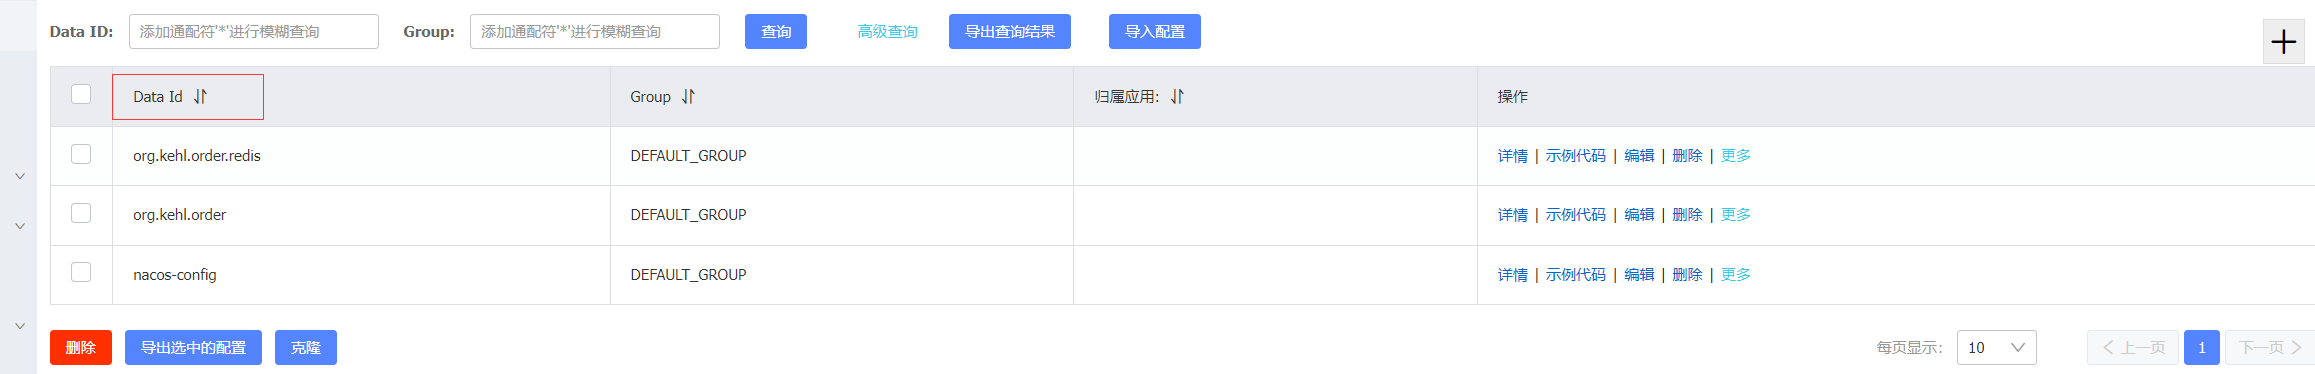 Data ID: 添加通配符'*'进行模糊查询 Group: 添加通配符'*'进行模糊查询 查询 高级查询 导出查询结果 导入配置
Data Id Group 归属应用: 操作
org.kehl.order.redis DEFAULT_GROUP 详情 | 示例代码 | 编辑 | 删除 | 更多
org.kehl.order DEFAULT_GROUP 详情 | 示例代码 | 编辑 | 删除 | 更多
nacos-config DEFAULT_GROUP 详情 | 示例代码 | 编辑 | 删除 | 更多
删除 导出选中的配置 克隆 每页显示: 10 上一页 1 下一页